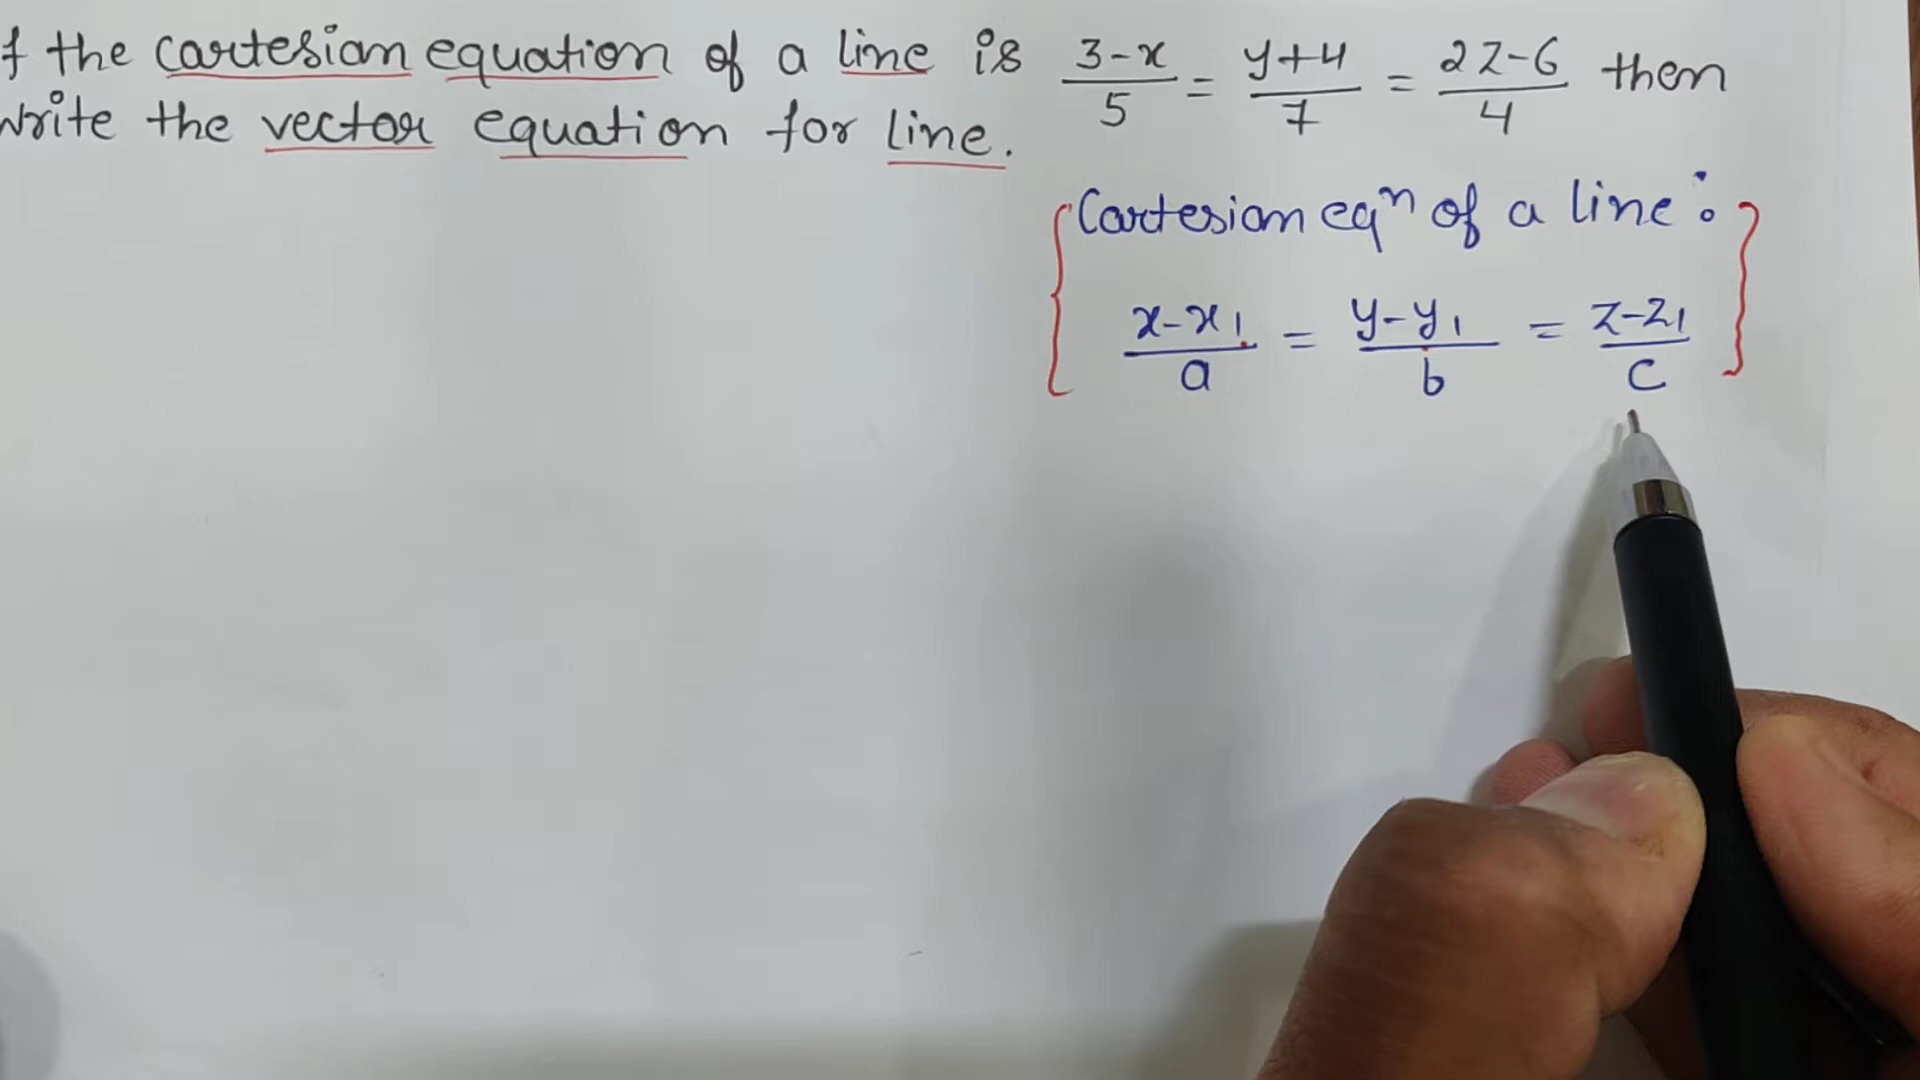 f the cartesian equation of a line is 3-x/5 = y+4/7 = 2z-6/4 then
write the vector equation for line.
{Cartesian eqⁿ of a line :}
x-x₁/a = y-y₁/b = z-z₁/c